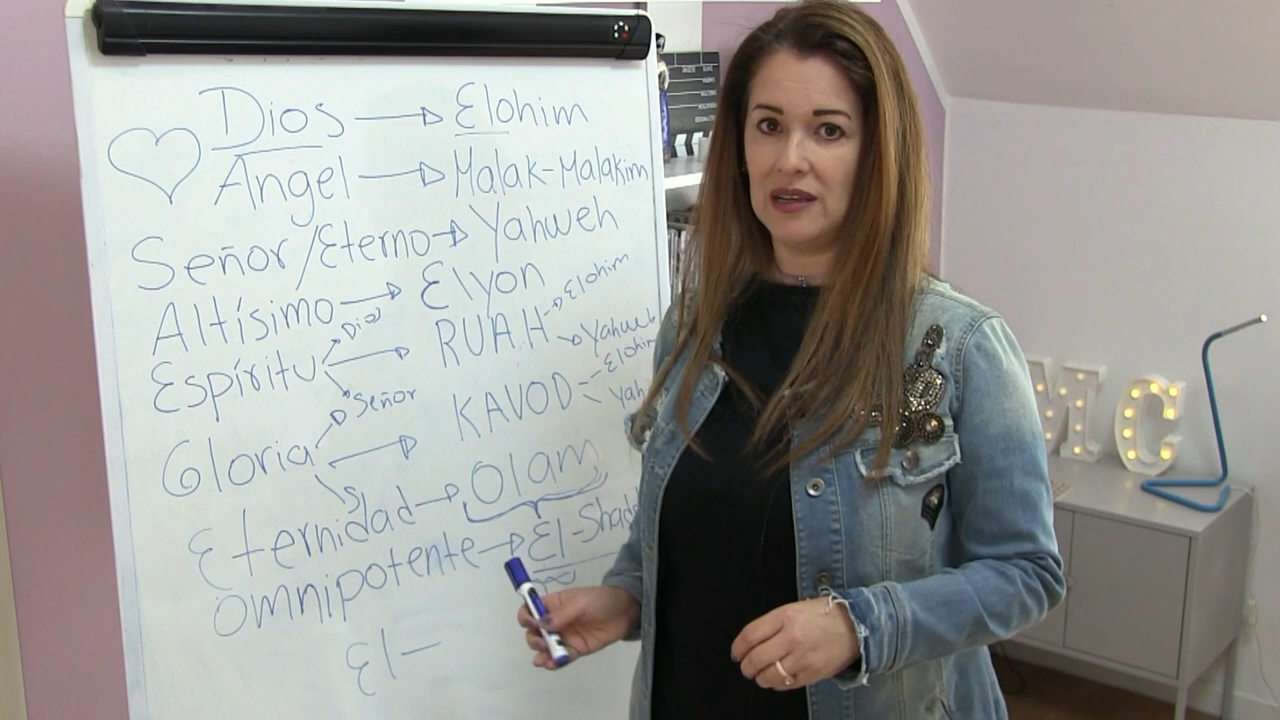 Dios → Elohim
Angel → Malak-Malakim
Señor/Eterno → Yahweh
Altísimo → Elyon
Espíritu → RUAH
Dios
Señor
Elohim
Yahweh
Gloria → KAVOD
Elohim
Yah
Eternidad → Olam
Omnipotente → El-Shadd
El-
MC